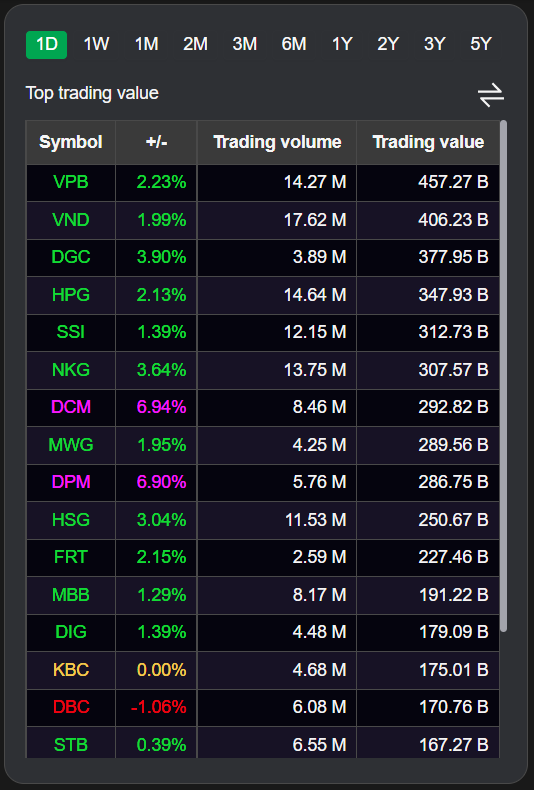 1D 1W 1M 2M 3M 6M 1Y 2Y 3Y 5Y
Top trading value
Symbol +/- Trading volume Trading value
VPB 2.23% 14.27 M 457.27 B
VND 1.99% 17.62 M 406.23 B
DGC 3.90% 3.89 M 377.95 B
HPG 2.13% 14.64 M 347.93 B
SSI 1.39% 12.15 M 312.73 B
NKG 3.64% 13.75 M 307.57 B
DCM 6.94% 8.46 M 292.82 B
MWG 1.95% 4.25 M 289.56 B
DPM 6.90% 5.76 M 286.75 B
HSG 3.04% 11.53 M 250.67 B
FRT 2.15% 2.59 M 227.46 B
MBB 1.29% 8.17 M 191.22 B
DIG 1.39% 4.48 M 179.09 B
KBC 0.00% 4.68 M 175.01 B
DBC -1.06% 6.08 M 170.76 B
STB 0.39% 6.55 M 167.27 B